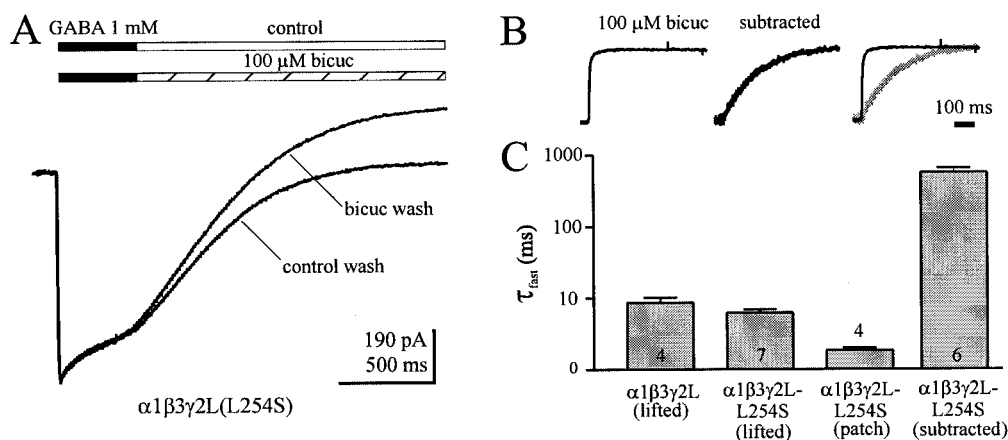 A
GABA 1 mM
control
100 µM bicuc
bicuc wash
control wash
190 pA
500 ms
α1β3γ2L(L254S)
B
100 µM bicuc
subtracted
100 ms
C
τfast (ms)
1000
100
10
0
4
7
4
6
α1β3γ2L
(lifted)
α1β3γ2L-
L254S
(lifted)
α1β3γ2L-
L254S
(patch)
α1β3γ2L-
L254S
(subtracted)